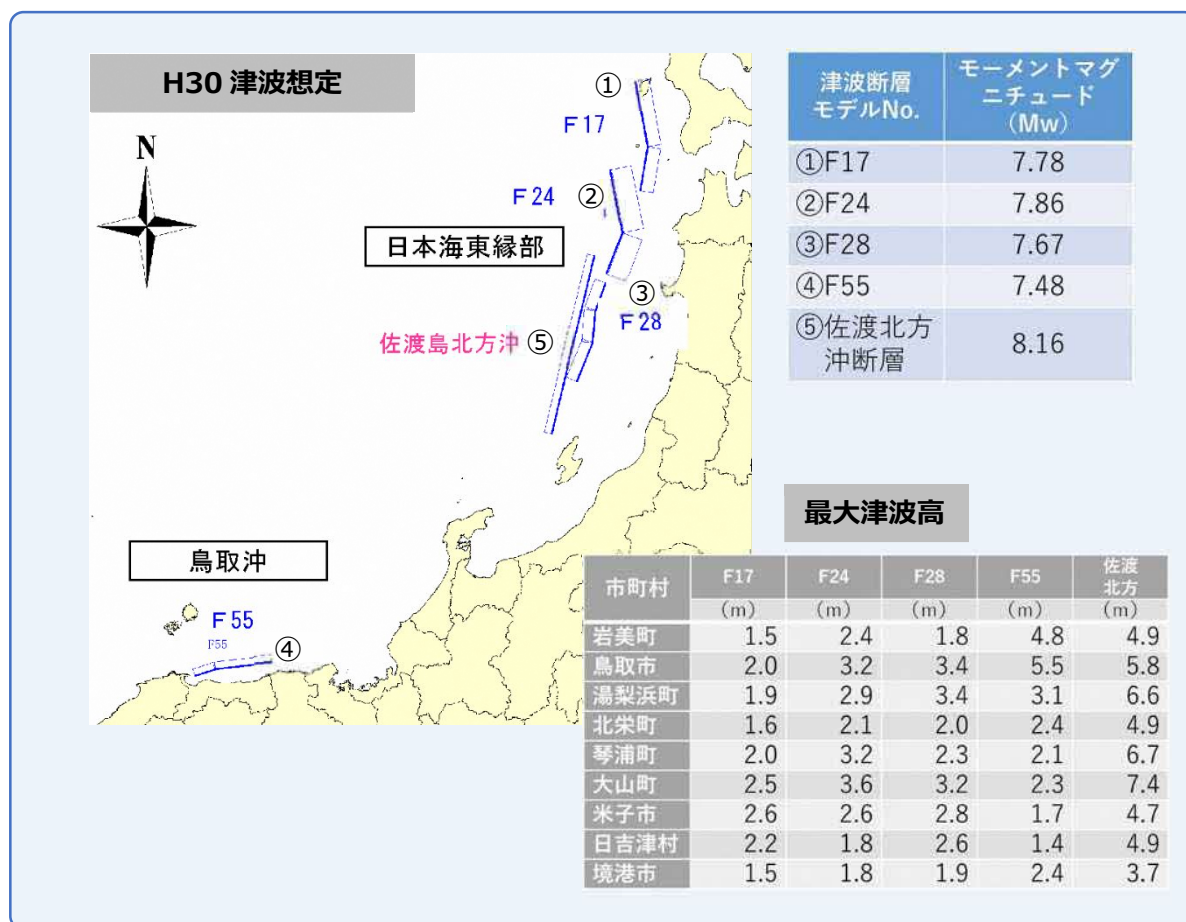 H30 津波想定
N
①
F17
F24
②
日本海東縁部
③
F28
佐渡島北方沖
⑤
鳥取沖
F55
F55
④
津波断層モデルNo.	モーメントマグニチュード（Mw）
①F17	7.78
②F24	7.86
③F28	7.67
④F55	7.48
⑤佐渡北方沖断層	8.16
最大津波高
市町村	F17	F24	F28	F55	佐渡北方
（m）	（m）	（m）	（m）	（m）
岩美町	1.5	2.4	1.8	4.8	4.9
鳥取市	2.0	3.2	3.4	5.5	5.8
湯梨浜町	1.9	2.9	3.4	3.1	6.6
北栄町	1.6	2.1	2.0	2.4	4.9
琴浦町	2.0	3.2	2.3	2.1	6.7
大山町	2.5	3.6	3.2	2.3	7.4
米子市	2.6	2.6	2.8	1.7	4.7
日吉津村	2.2	1.8	2.6	1.4	4.9
境港市	1.5	1.8	1.9	2.4	3.7